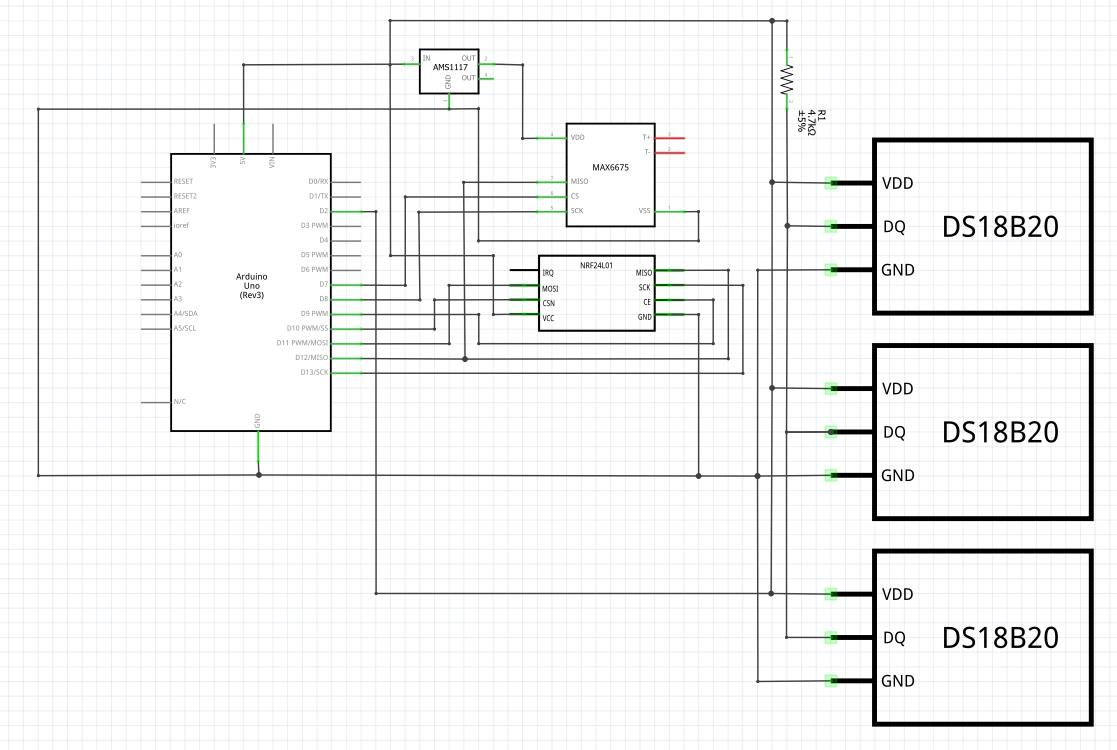 IN
OUT
AMS1117
OUT
GND
3
2
4
1
R1
4.7kΩ
±5%
3V3
5V
VIN
RESET
RESET2
AREF
ioref
A0
A1
A2
A3
A4/SDA
A5/SCL
N/C
Arduino
Uno
(Rev3)
D0/RX
D1/TX
D2
D3 PWM
D4
D5 PWM
D6 PWM
D7
D8
D9 PWM
D10 PWM/SS
D11 PWM/MOSI
D12/MISO
D13/SCK
GND
VDD
T+
T-
MAX6675
MISO
CS
SCK
VSS
4
7
6
5
3
2
1
NRF24L01
IRQ
MOSI
CSN
VCC
MISO
SCK
CE
GND
VDD
DQ
GND
DS18B20
VDD
DQ
GND
DS18B20
VDD
DQ
GND
DS18B20